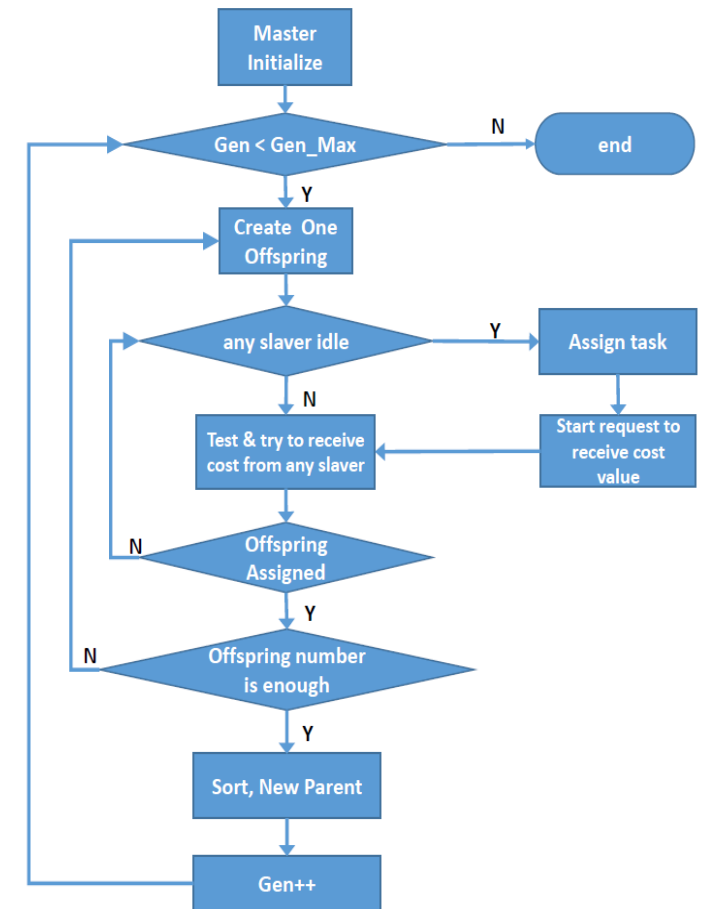 Master
Initialize
Gen < Gen_Max
N
end
Y
Create One
Offspring
any slaver idle
Y
Assign task
N
Test & try to receive
cost from any slaver
Start request to
receive cost
value
N
Offspring
Assigned
Y
N
Offspring number
is enough
Y
Sort, New Parent
Gen++